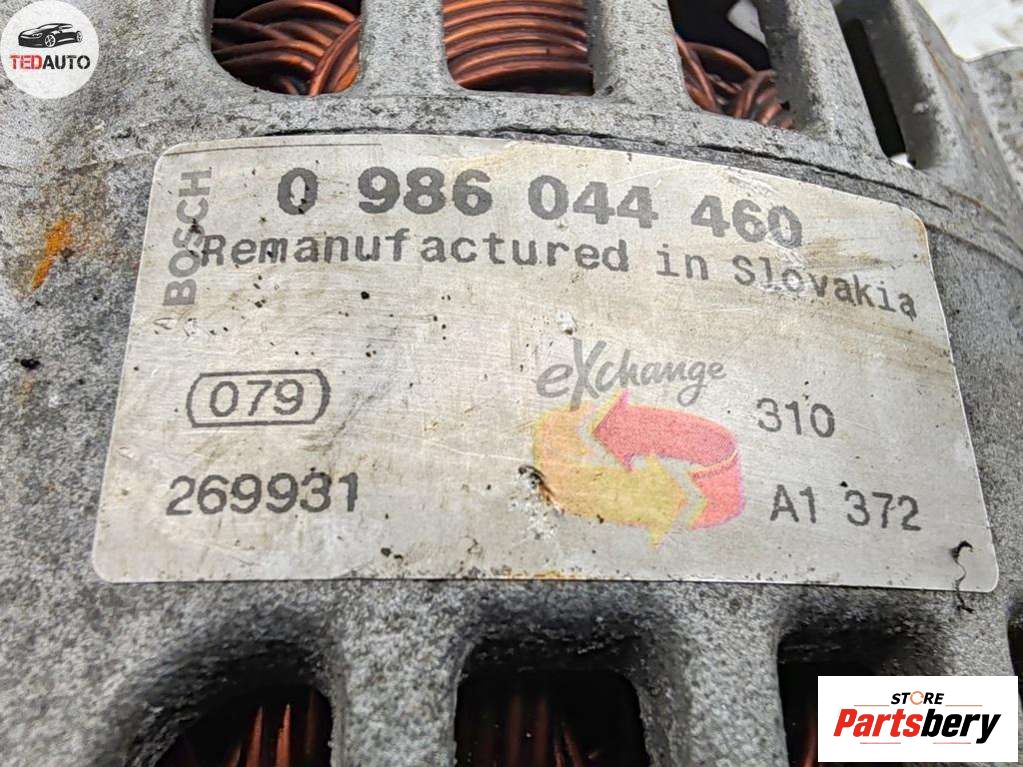 TEDAUTO
BOSCH
0 986 044 460
Remanufactured in Slovakia
eXchange
079
310
269931
A1 372
STORE
Partsbery